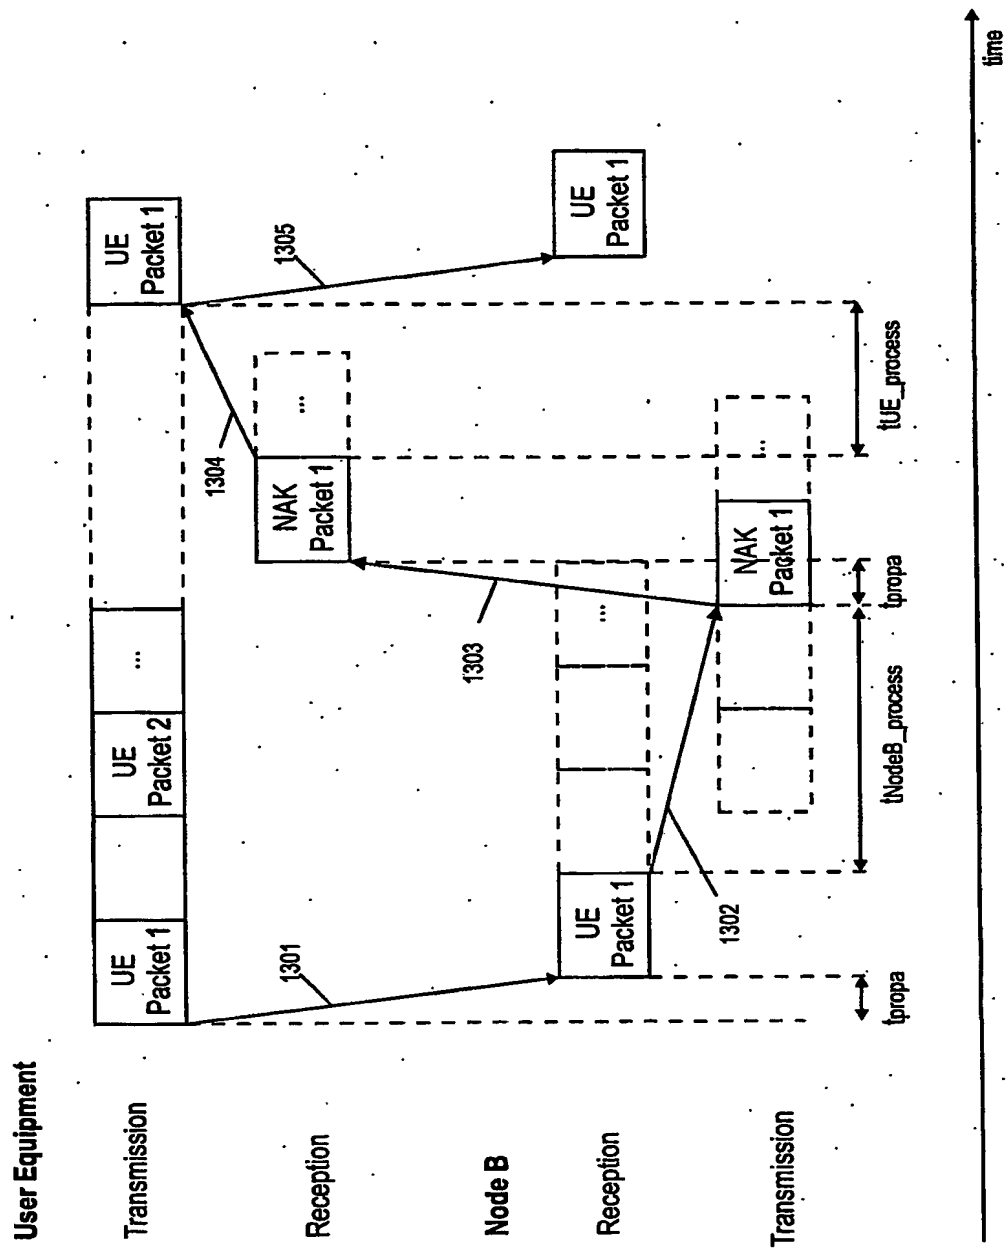 User Equipment
Transmission
UE
Packet 1
UE
Packet 2
...
UE
Packet 1
1301
1304
1305
Reception
NAK
Packet 1
...
1303
Node B
Reception
UE
Packet 1
...
UE
Packet 1
1302
Transmission
NAK
Packet 1
...
tpropa
tNodeB_process
tpropa
tUE_process
time